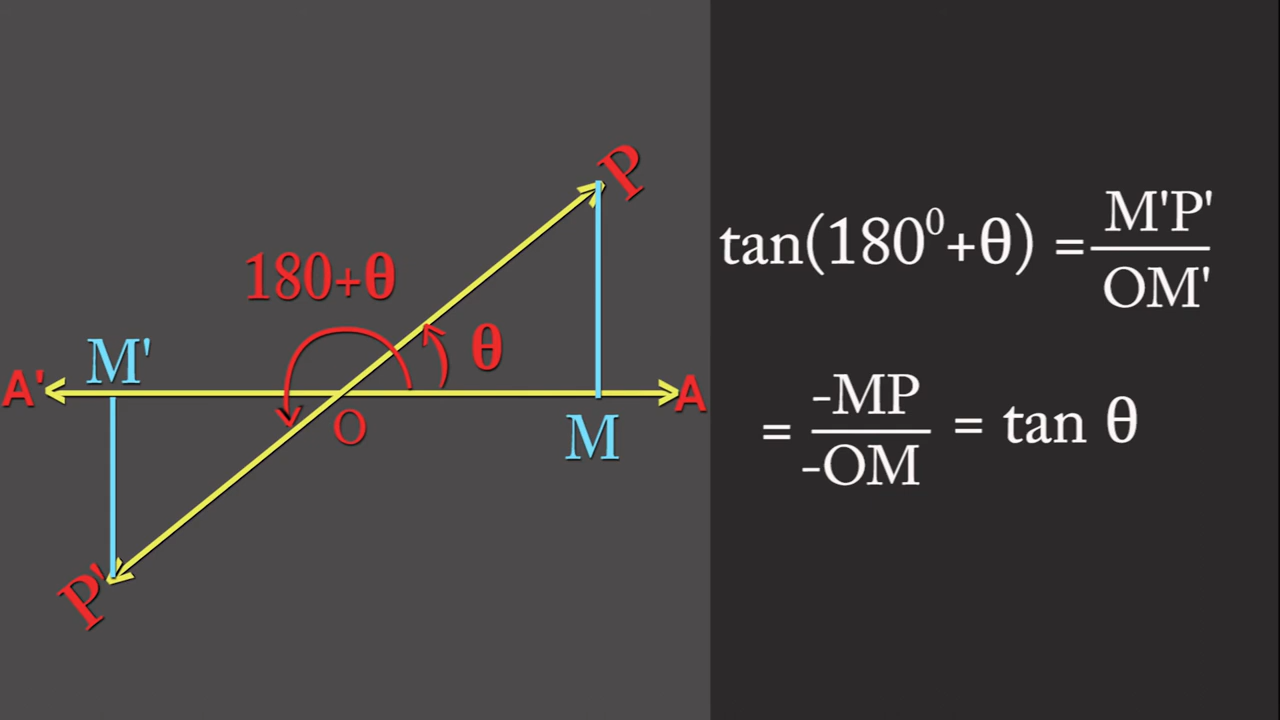 P
180+θ
θ
M'
A'
A
O
M
P'
tan(180⁰+θ) = M'P'
OM'
= -MP
-OM
= tan θ